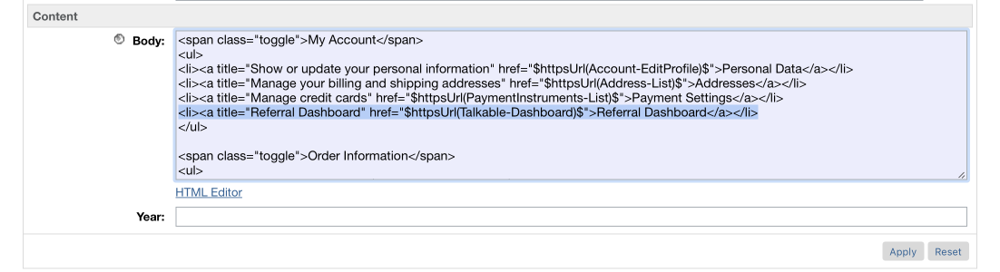 Content
Body:
<span class="toggle">My Account</span>
<ul>
<li><a title="Show or update your personal information" href="$httpsUrl(Account-EditProfile)$">Personal Data</a></li>
<li><a title="Manage your billing and shipping addresses" href="$httpsUrl(Address-List)$">Addresses</a></li>
<li><a title="Manage credit cards" href="$httpsUrl(PaymentInstruments-List)$">Payment Settings</a></li>
<li><a title="Referral Dashboard" href="$httpsUrl(Talkable-Dashboard)$">Referral Dashboard</a></li>
</ul>
<span class="toggle">Order Information</span>
<ul>
HTML Editor
Year:
Apply Reset